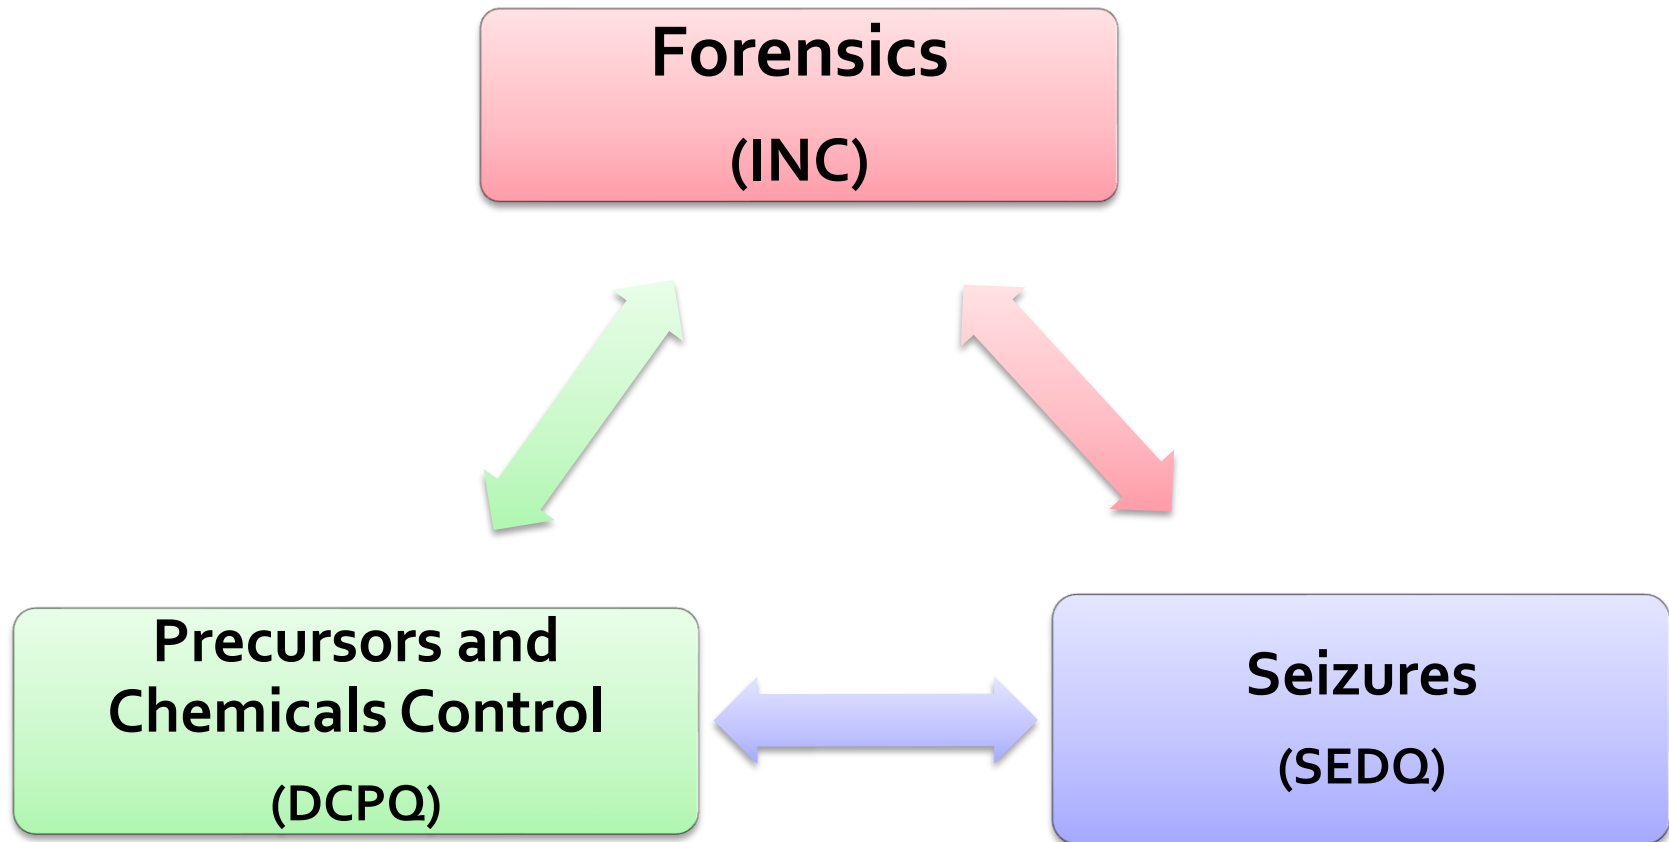 Forensics
(INC)
Precursors and
Chemicals Control
(DCPQ)
Seizures
(SEDQ)